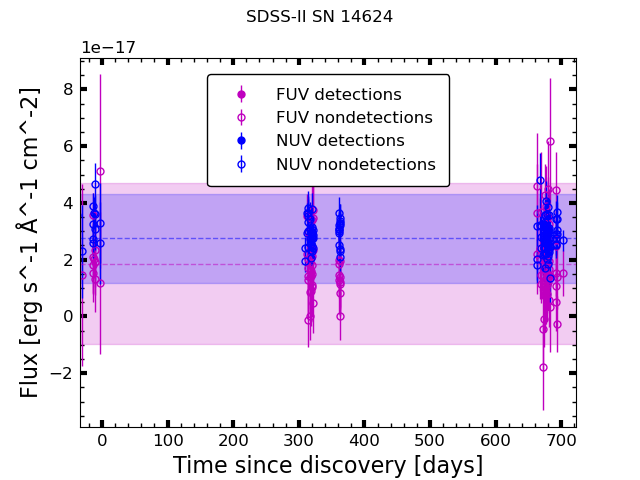 SDSS-II SN 14624
1e−17
FUV detections
FUV nondetections
NUV detections
NUV nondetections
8
6
4
2
0
−2
Flux [erg s^-1 Å^-1 cm^-2]
0 100 200 300 400 500 600 700
Time since discovery [days]